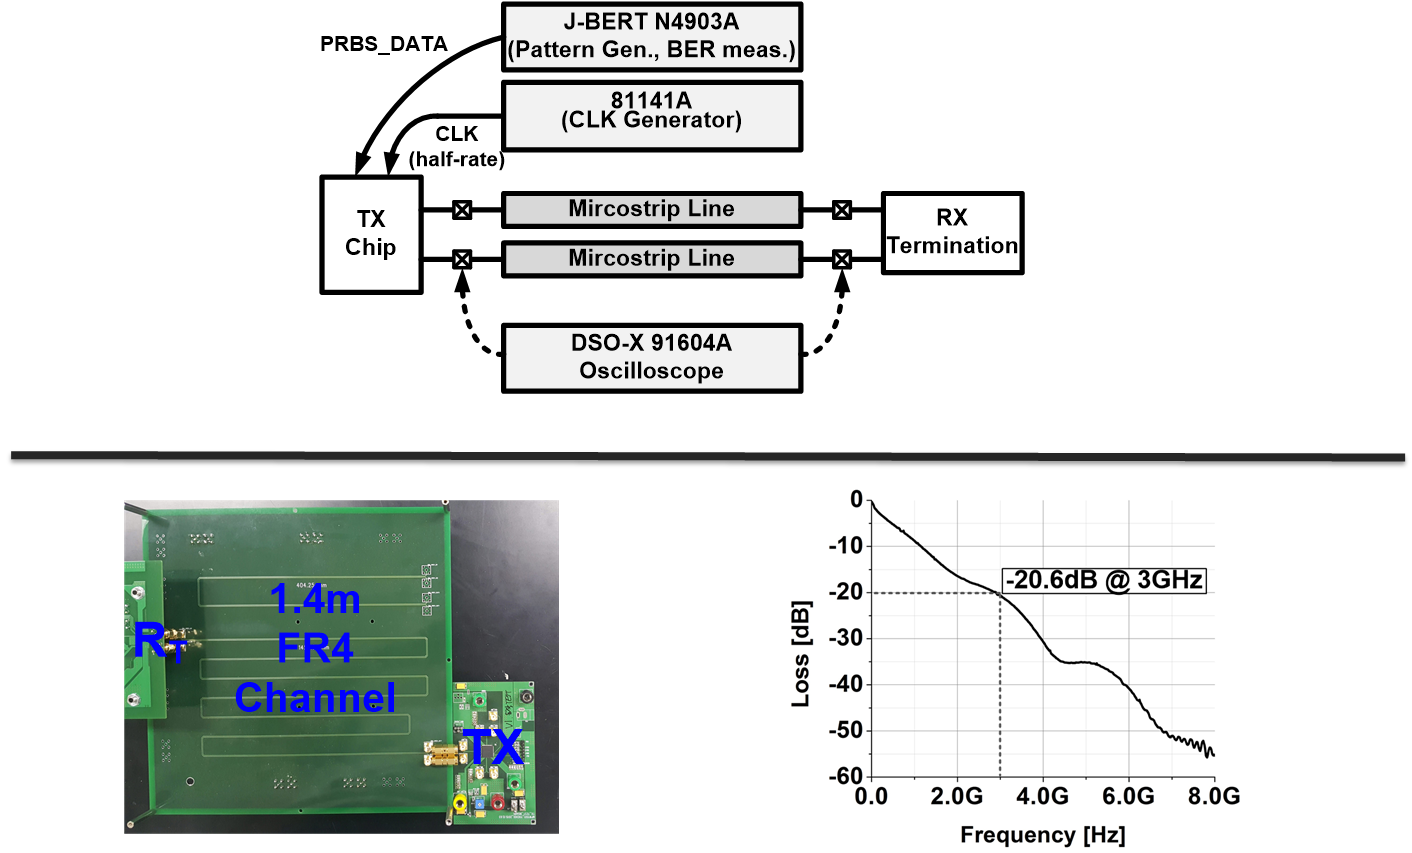 J-BERT N4903A
(Pattern Gen., BER meas.)
PRBS_DATA
81141A
(CLK Generator)
CLK
(half-rate)
TX
Chip
Mircostrip Line
Mircostrip Line
RX
Termination
DSO-X 91604A
Oscilloscope
1.4m
FR4
Channel
RT
TX
0
-10
-20
-30
-40
-50
-60
Loss [dB]
-20.6dB @ 3GHz
0.0 2.0G 4.0G 6.0G 8.0G
Frequency [Hz]